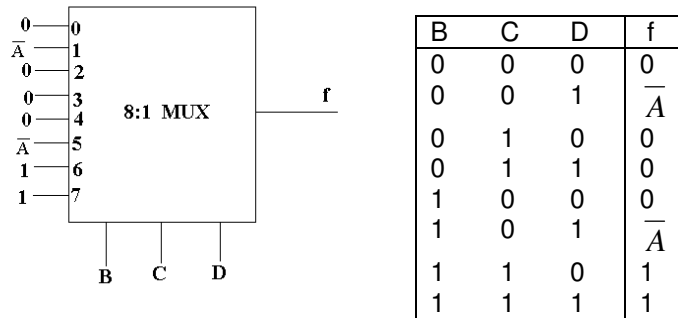 0 0
A̅ 1
0 2
0 3
0 4
A̅ 5
1 6
1 7
8:1 MUX
f
B C D
B C D f
0 0 0 0
0 0 1 A̅
0 1 0 0
0 1 1 0
1 0 0 0
1 0 1 A̅
1 1 0 1
1 1 1 1